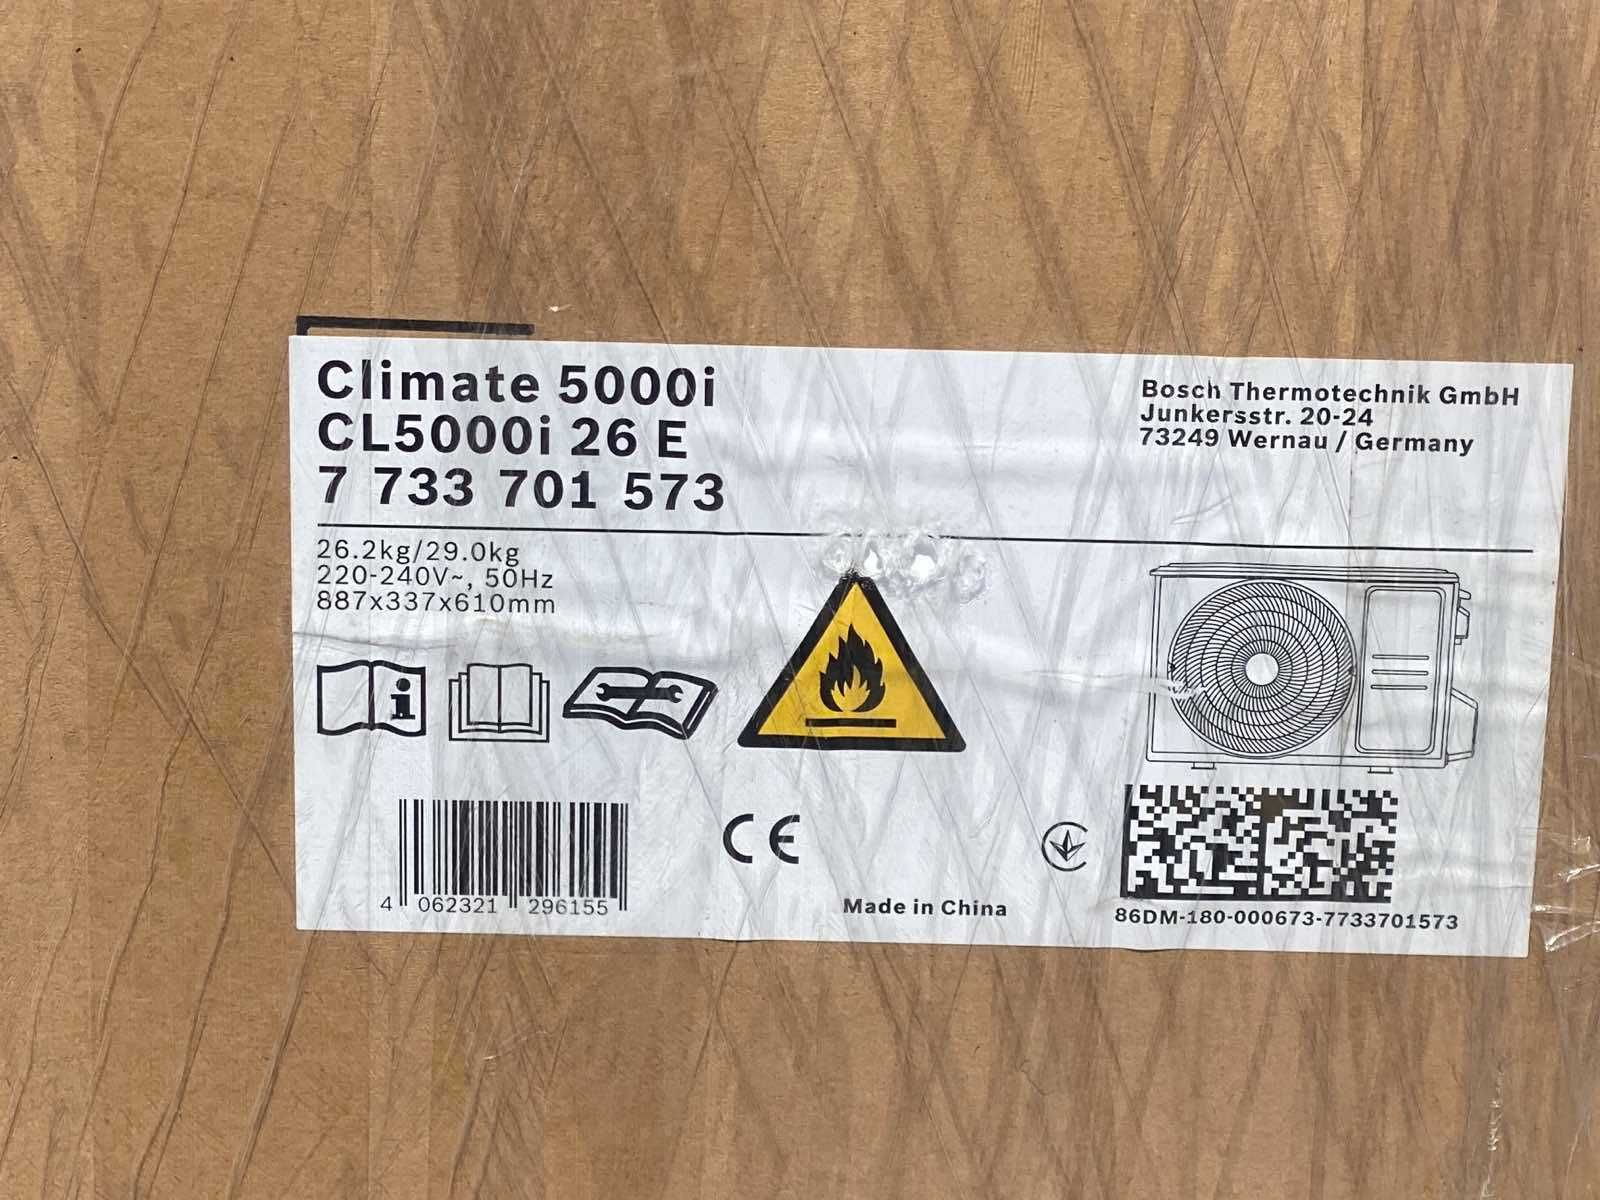 Climate 5000i
CL5000i 26 E
7 733 701 573
Bosch Thermotechnik GmbH
Junkersstr. 20-24
73249 Wernau / Germany
26.2kg/29.0kg
220-240V~, 50Hz
887x337x610mm
CE
4 062321 296155
Made in China
86DM-180-000673-7733701573